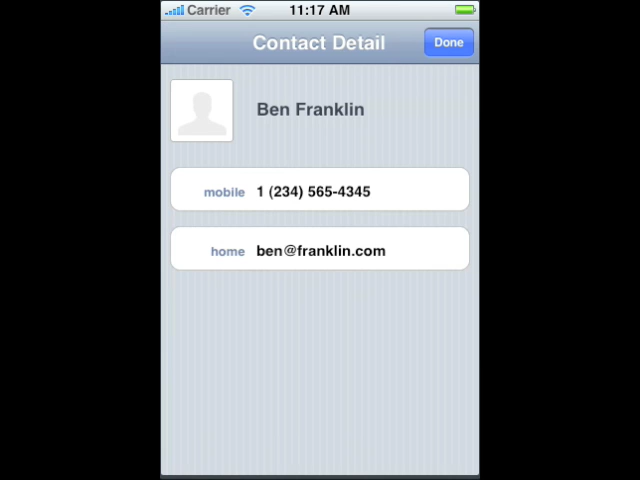 Carrier 11:17 AM
Contact Detail Done
Ben Franklin
mobile 1 (234) 565-4345
home ben@franklin.com